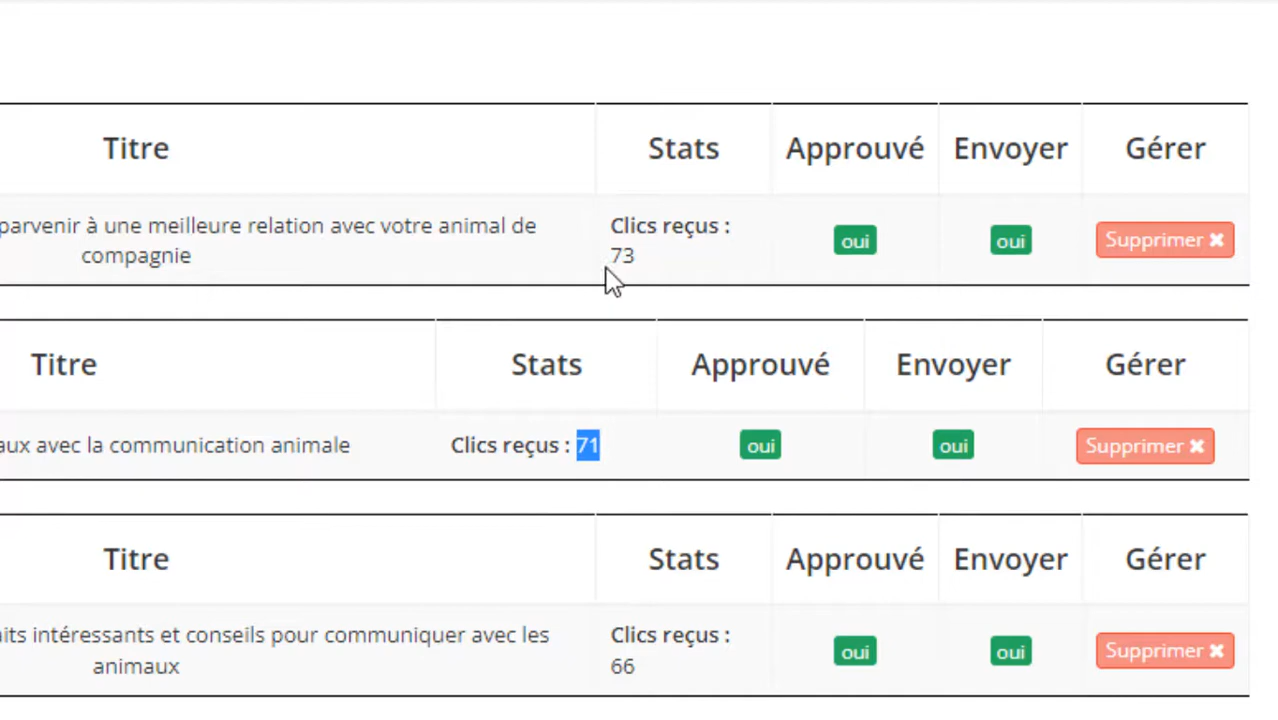 Titre Stats Approuvé Envoyer Gérer
parvenir à une meilleure relation avec votre animal de
compagnie
Clics reçus :
73
oui oui Supprimer ✖
Titre Stats Approuvé Envoyer Gérer
avec la communication animale Clics reçus : 71 oui oui Supprimer ✖
Titre Stats Approuvé Envoyer Gérer
intéressants et conseils pour communiquer avec les
animaux
Clics reçus :
66
oui oui Supprimer ✖